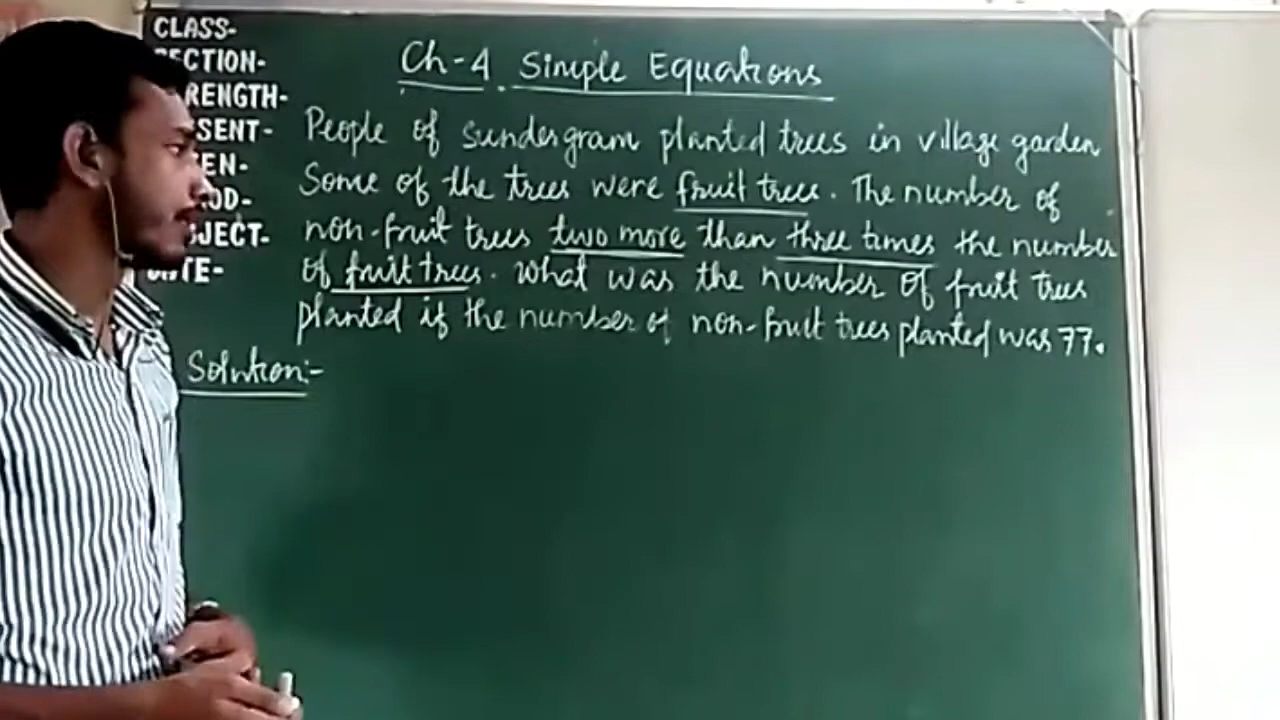 CLASS-
ECTION-
RENGTH-
SENT-
EN-
OD-
JECT-
ATE-
Ch-4 Simple Equations
People of Sundergram planted trees in village garden
Some of the trees were fruit trees. The number of
non-fruit trees two more than three times the number
of fruit trees. What was the number of fruit trees
planted if the number of non-fruit trees planted was 77.
Solution:-